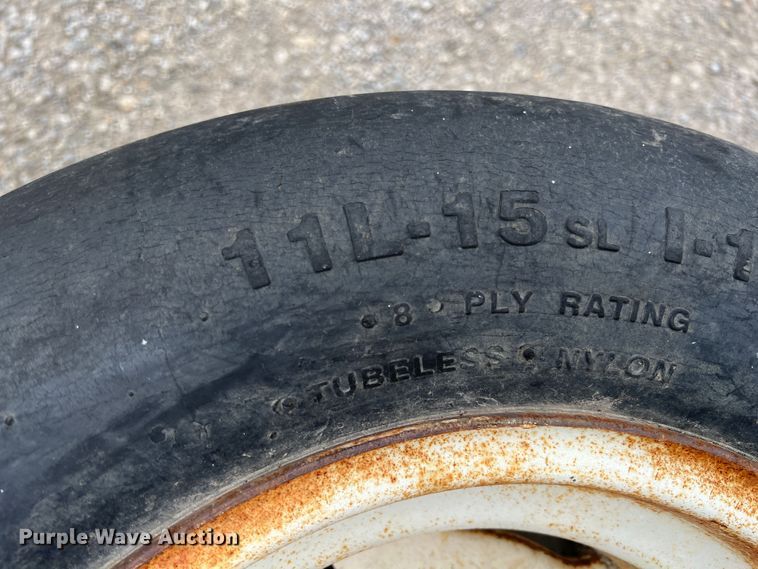 11L-15 SL I-1
• 8 • PLY RATING
TUBELESS • NYLON
Purple Wave Auction